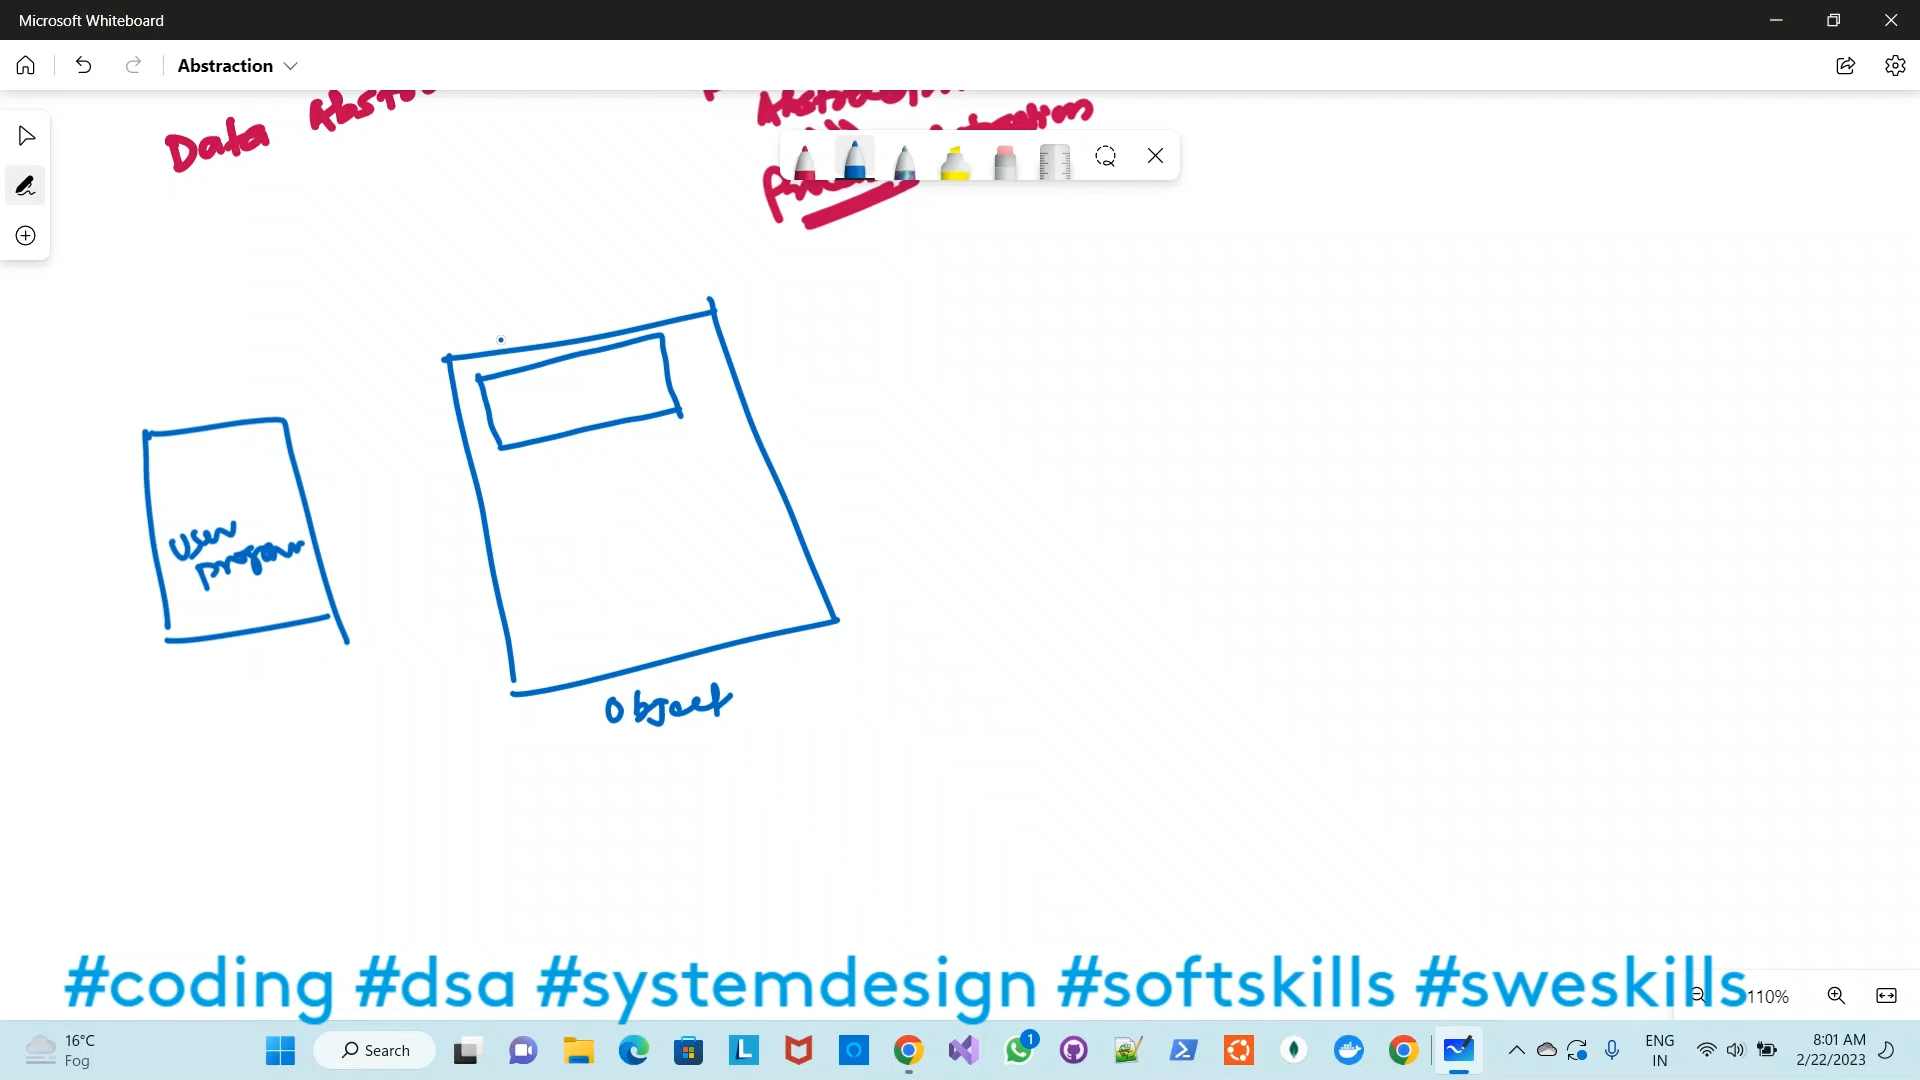 Microsoft Whiteboard
Abstraction
Data
User
program
Object
#coding #dsa #systemdesign #softskills #sweskills
110%
16°C
Fog
Search
1
ENG
IN
8:01 AM
2/22/2023